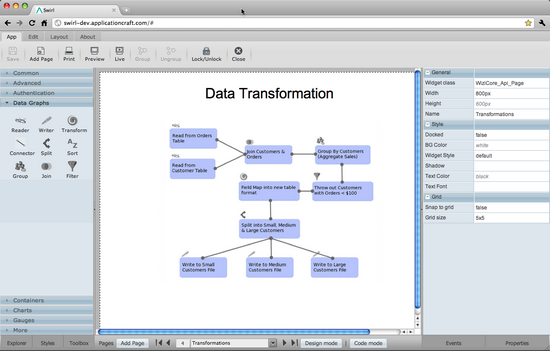 Swirl
swirl-dev.applicationcraft.com/#
App Edit Layout About
Save Add Page Print Preview Live Group Ungroup Lock/Unlock Close
Common
Advanced
Authentication
Data Graphs
Reader Writer Transform
Connector Split Sort
Group Join Filter
Containers
Charts
Gauges
More
Explorer Styles Toolbox
Data Transformation
Read from Orders
Table
Read from
Customer Table
Join Customers &
Orders
Group By Customers
(Aggregate Sales)
Field Map into new table
format
Throw out Customers
with Orders < $100
Split into Small, Medium
& Large Customers
Write to Small
Customers File
Write to Medium
Customers File
Write to Large
Customers File
Pages Add Page 4 Transformations Design mode Code mode
General
Widget class WiziCore_Api_Page
Width 800px
Height 600px
Name Transformations
Style
Docked false
BG Color white
Widget Style default
Shadow
Text Color black
Text Font
Grid
Snap to grid false
Grid size 5x5
Events Properties